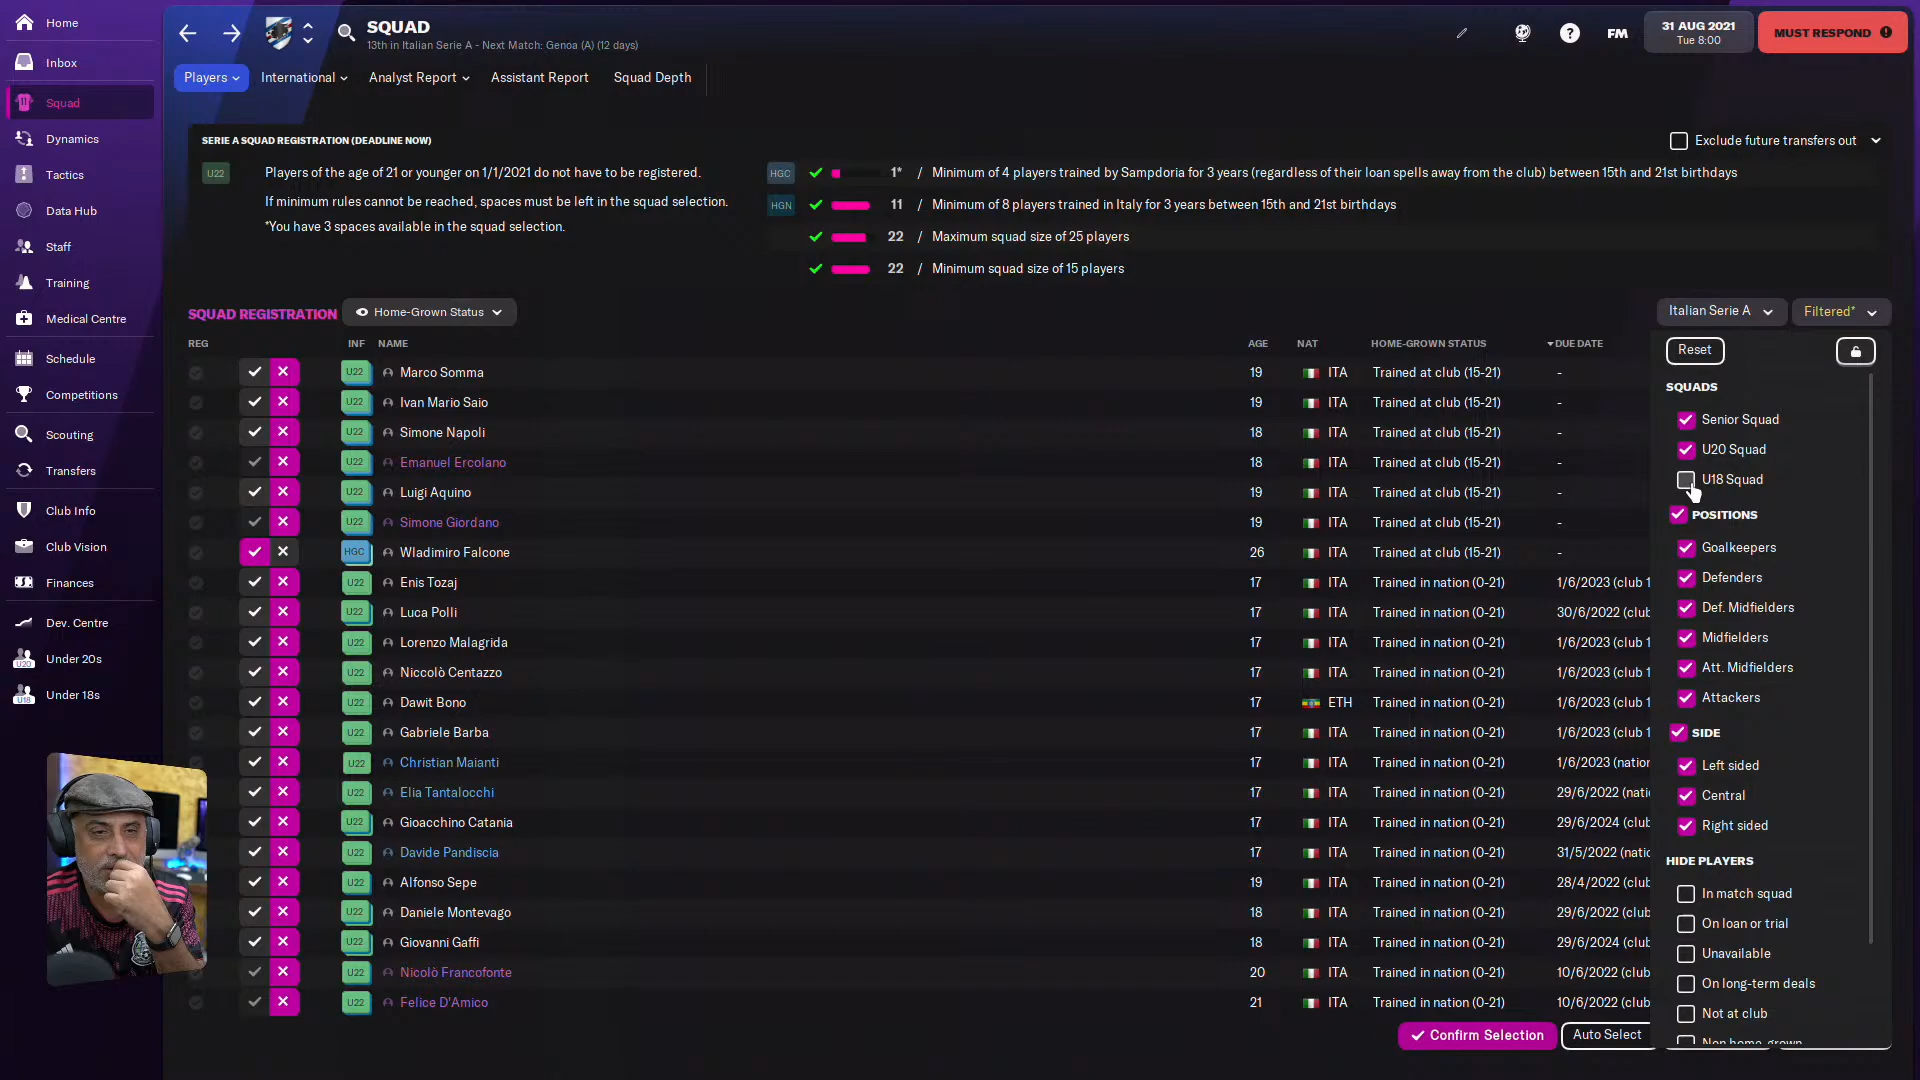 Home
Inbox
Squad
Dynamics
Tactics
Data Hub
Staff
Training
Medical Centre
Schedule
Competitions
Scouting
Transfers
Club Info
Club Vision
Finances
Dev. Centre
U20 Under 20s
U18 Under 18s
SQUAD
13th in Italian Serie A - Next Match: Genoa (A) (12 days)
? FM
31 AUG 2021
Tue 8:00
MUST RESPOND
Players International Analyst Report Assistant Report Squad Depth
SERIE A SQUAD REGISTRATION (DEADLINE NOW)
Exclude future transfers out
U22 Players of the age of 21 or younger on 1/1/2021 do not have to be registered.
If minimum rules cannot be reached, spaces must be left in the squad selection.
*You have 3 spaces available in the squad selection.
HGC 1* / Minimum of 4 players trained by Sampdoria for 3 years (regardless of their loan spells away from the club) between 15th and 21st birthdays
HGN 11 / Minimum of 8 players trained in Italy for 3 years between 15th and 21st birthdays
22 / Maximum squad size of 25 players
22 / Minimum squad size of 15 players
SQUAD REGISTRATION Home-Grown Status Italian Serie A Filtered*
REG INF NAME AGE NAT HOME-GROWN STATUS DUE DATE
U22 Marco Somma 19 ITA Trained at club (15-21) -
U22 Ivan Mario Saio 19 ITA Trained at club (15-21) -
U22 Simone Napoli 18 ITA Trained at club (15-21) -
U22 Emanuel Ercolano 18 ITA Trained at club (15-21) -
U22 Luigi Aquino 19 ITA Trained at club (15-21) -
U22 Simone Giordano 19 ITA Trained at club (15-21) -
HGC Wladimiro Falcone 26 ITA Trained at club (15-21) -
U22 Enis Tozaj 17 ITA Trained in nation (0-21) 1/6/2023 (club 1
U22 Luca Polli 17 ITA Trained in nation (0-21) 30/6/2022 (club
U22 Lorenzo Malagrida 17 ITA Trained in nation (0-21) 1/6/2023 (club 1
U22 Niccolò Centazzo 17 ITA Trained in nation (0-21) 1/6/2023 (club 1
U22 Dawit Bono 17 ETH Trained in nation (0-21) 1/6/2023 (club 1
U22 Gabriele Barba 17 ITA Trained in nation (0-21) 1/6/2023 (club 1
U22 Christian Maianti 17 ITA Trained in nation (0-21) 1/6/2023 (nation
U22 Elia Tantalocchi 17 ITA Trained in nation (0-21) 29/6/2022 (nati
U22 Gioacchino Catania 17 ITA Trained in nation (0-21) 29/6/2024 (club
U22 Davide Pandiscia 17 ITA Trained in nation (0-21) 31/5/2022 (natic
U22 Alfonso Sepe 19 ITA Trained in nation (0-21) 28/4/2022 (club
U22 Daniele Montevago 18 ITA Trained in nation (0-21) 29/6/2022 (club
U22 Giovanni Gaffi 18 ITA Trained in nation (0-21) 29/6/2024 (club
U22 Nicolò Francofonte 20 ITA Trained in nation (0-21) 10/6/2022 (club
U22 Felice D'Amico 21 ITA Trained in nation (0-21) 10/6/2022 (club
Reset
SQUADS
Senior Squad
U20 Squad
U18 Squad
POSITIONS
Goalkeepers
Defenders
Def. Midfielders
Midfielders
Att. Midfielders
Attackers
SIDE
Left sided
Central
Right sided
HIDE PLAYERS
In match squad
On loan or trial
Unavailable
On long-term deals
Not at club
Non home-grown
Confirm Selection Auto Select